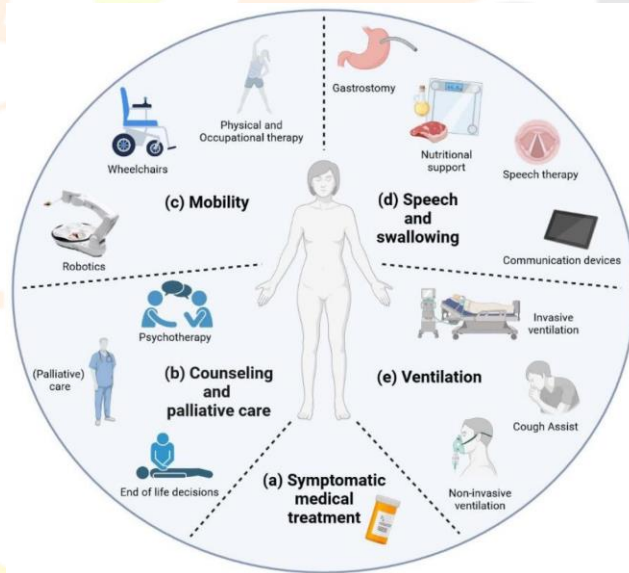 Gastrostomy
Physical and
Occupational therapy
Wheelchairs
Nutritional
support
Speech therapy
(c) Mobility
(d) Speech
and
swallowing
Robotics
Communication devices
Psychotherapy
Invasive
ventilation
(Palliative)
care
(b) Counseling
and
palliative care
(e) Ventilation
Cough Assist
End of life decisions
(a) Symptomatic
medical
treatment
Non-invasive
ventilation